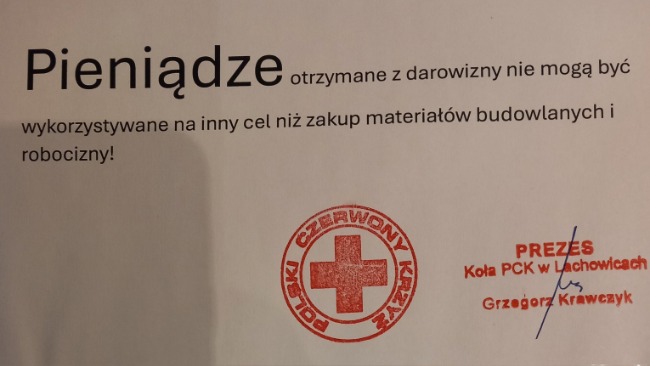 Pieniądze otrzymane z darowizny nie mogą być
wykorzystywane na inny cel niż zakup materiałów budowlanych i
robocizny!
POLSKI CZERWONY KRZYŻ
PREZES
Koła PCK w Lachowicach
Grzegorz Krawczyk